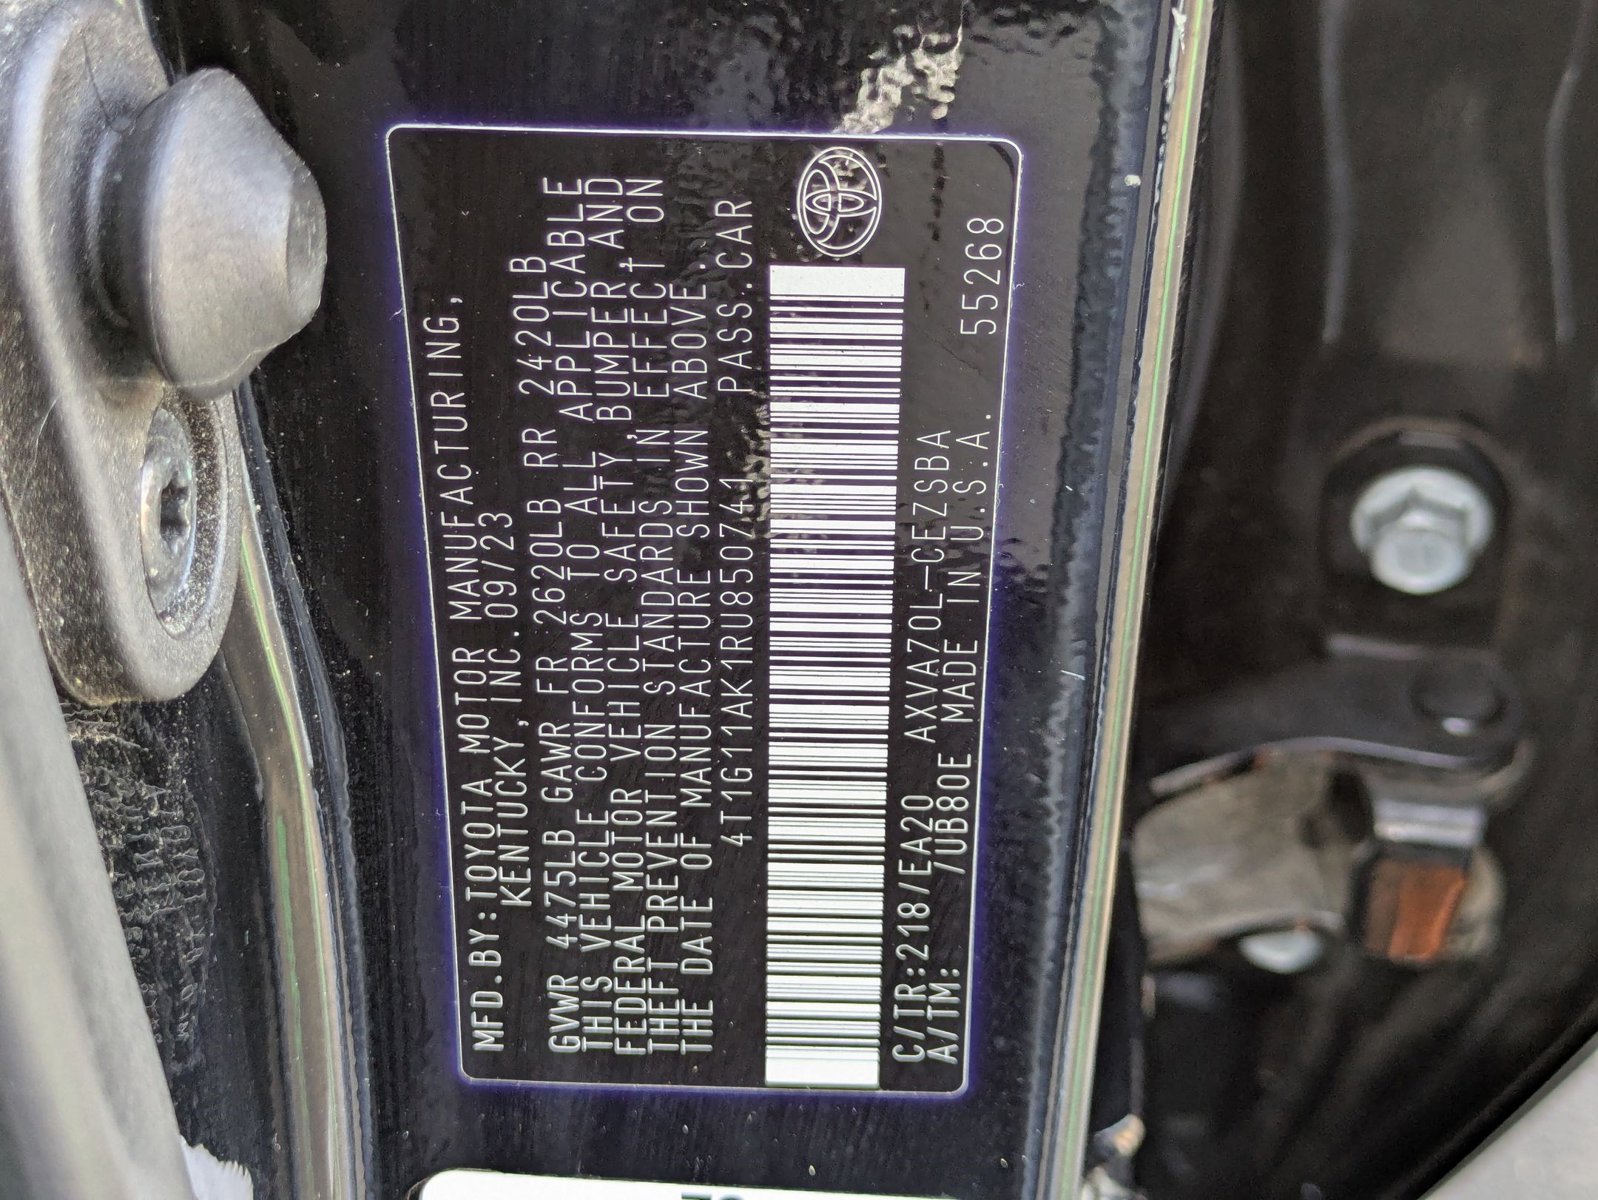 MFD.BY:TOYOTA MOTOR MANUFACTURING,
KENTUCKY,INC.09/23
GVWR 4475LB GAWR FR 2620LB RR 2420LB
THIS VEHICLE CONFORMS TO ALL APPLICABLE
FEDERAL MOTOR VEHICLE SAFETY,BUMPER,AND
THEFT PREVENTION STANDARDS IN EFFECT ON
THE DATE OF MANUFACTURE SHOWN ABOVE.
4T1G11AK1RU850741 PASS.CAR
C/TR:218/EA20 AXVA70L-CEZSBA
A/TM: /UB80E MADE IN U.S.A. 55268